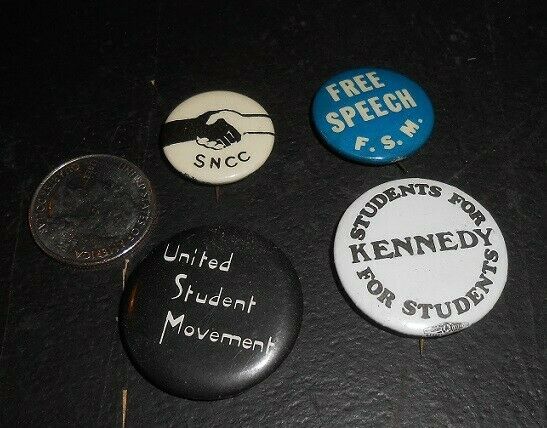 SNCC
FREE
SPEECH
F.S.M.
United
Student
Movement
STUDENTS FOR
KENNEDY
FOR STUDENTS